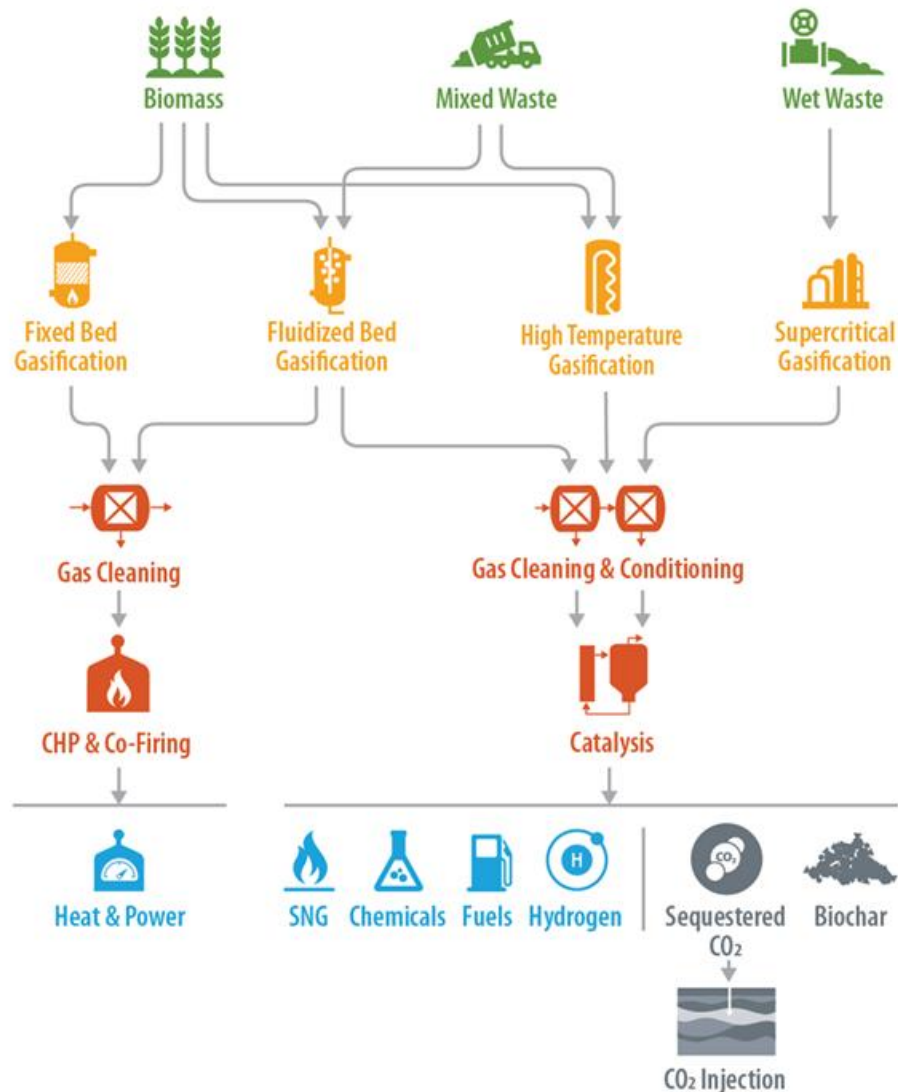 Biomass
Mixed Waste
Wet Waste
Fixed Bed
Gasification
Fluidized Bed
Gasification
High Temperature
Gasification
Supercritical
Gasification
Gas Cleaning
Gas Cleaning & Conditioning
CHP & Co-Firing
Catalysis
Heat & Power
SNG
Chemicals
Fuels
H
Hydrogen
CO₂
Sequestered
CO₂
Biochar
CO₂ Injection